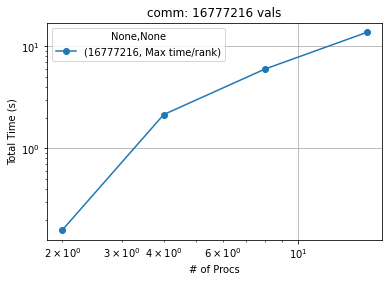 comm: 16777216 vals
None,None
(16777216, Max time/rank)
10¹
10⁰
Total Time (s)
2 × 10⁰
3 × 10⁰
4 × 10⁰
6 × 10⁰
10¹
# of Procs